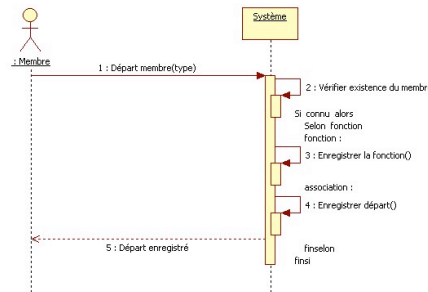 Système
: Membre
1 : Départ membre(type)
2 : Vérifier existence du membr
Si connu alors
Selon fonction
fonction :
3 : Enregistrer la fonction()
association :
4 : Enregistrer départ()
5 : Départ enregistré
finselon
finsi